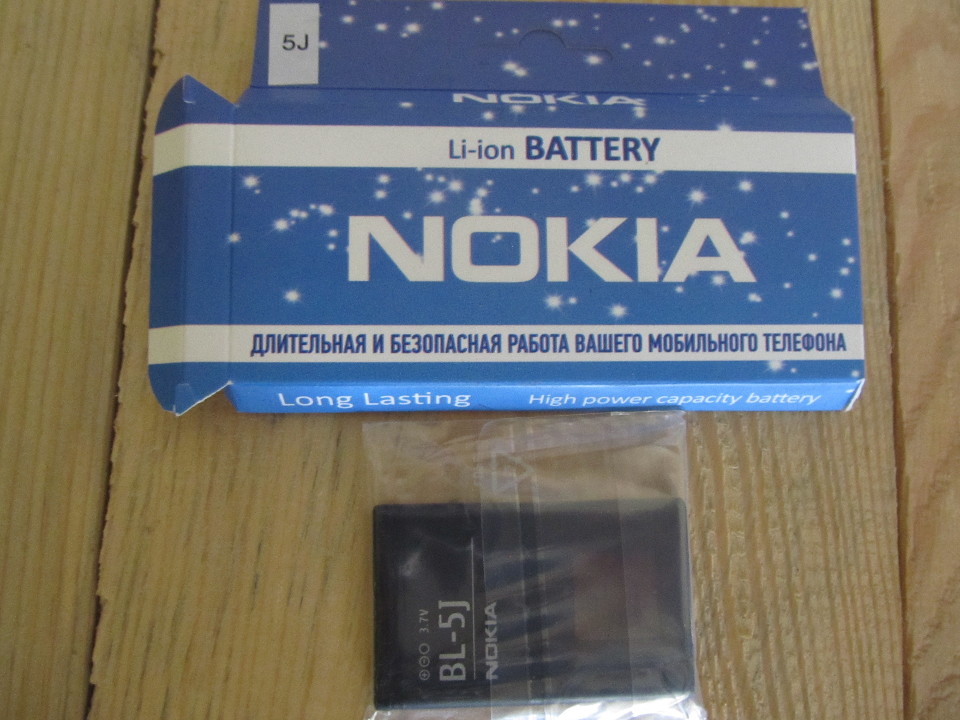 5J
NOKIA
Li-ion BATTERY
NOKIA
ДЛИТЕЛЬНАЯ И БЕЗОПАСНАЯ РАБОТА ВАШЕГО МОБИЛЬНОГО ТЕЛЕФОНА
Long Lasting High power capacity battery
3.7V
BL-5J
NOKIA